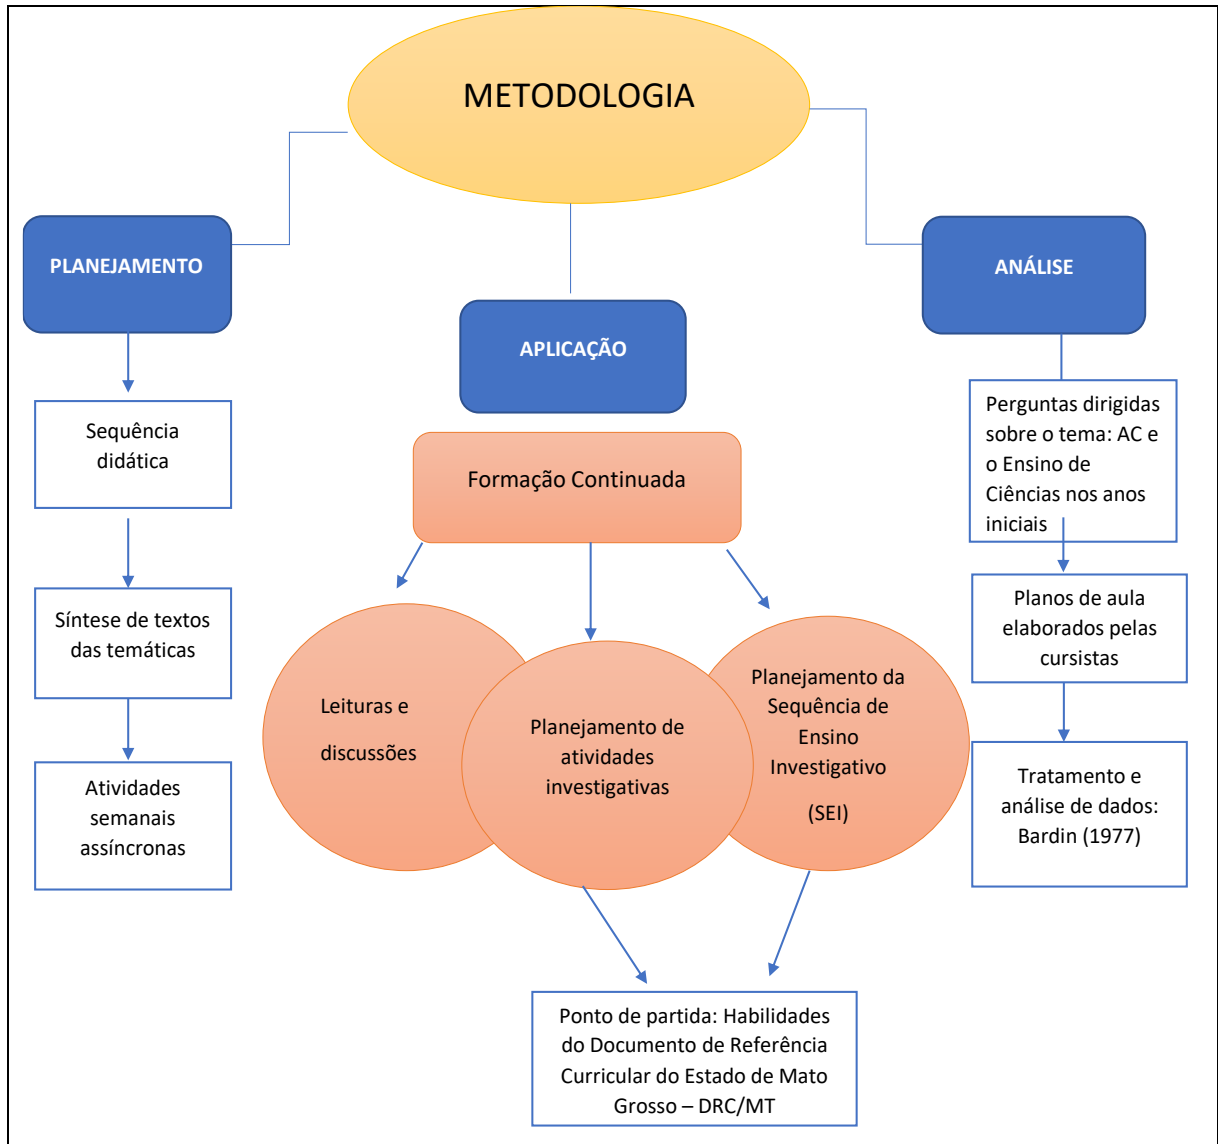 METODOLOGIA
PLANEJAMENTO
Sequência
didática
Síntese de textos
das temáticas
Atividades
semanais
assíncronas
APLICAÇÃO
Formação Continuada
Leituras e
discussões
Planejamento de
atividades
investigativas
Planejamento da
Sequência de
Ensino
Investigativo
(SEI)
Ponto de partida: Habilidades
do Documento de Referência
Curricular do Estado de Mato
Grosso – DRC/MT
ANÁLISE
Perguntas dirigidas
sobre o tema: AC e
o Ensino de
Ciências nos anos
iniciais
Planos de aula
elaborados pelas
cursistas
Tratamento e
análise de dados:
Bardin (1977)